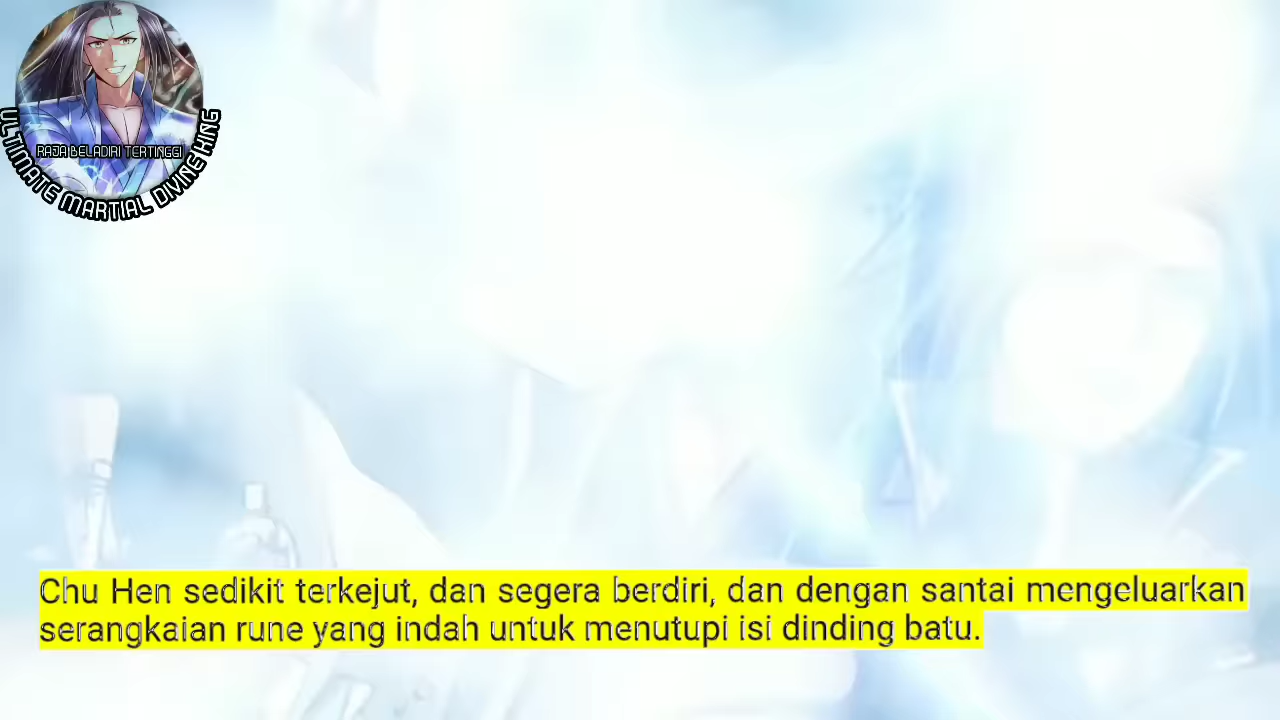 RAJA BELADIRI TERTINGGI
ULTIMATE MARTIAL DIVINE KING
Chu Hen sedikit terkejut, dan segera berdiri, dan dengan santai mengeluarkan
serangkaian rune yang indah untuk menutupi isi dinding batu.